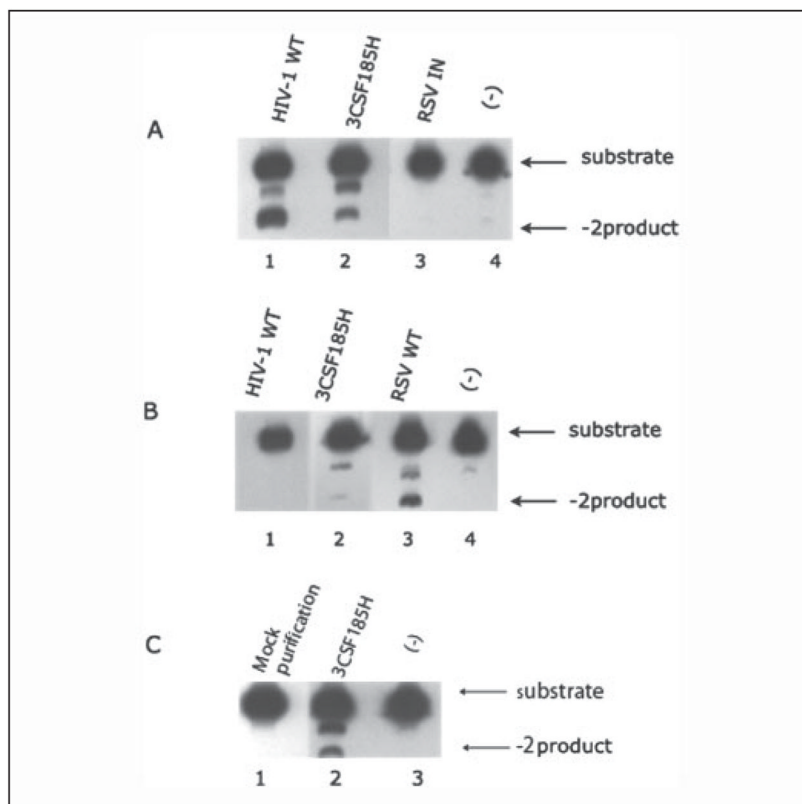 A
HIV-1 WT
3CSF185H
RSV IN
(-)
substrate
-2product
1 2 3 4
B
HIV-1 WT
3CSF185H
RSV WT
(-)
substrate
-2product
1 2 3 4
C
Mock
purification
3CSF185H
(-)
substrate
-2product
1 2 3